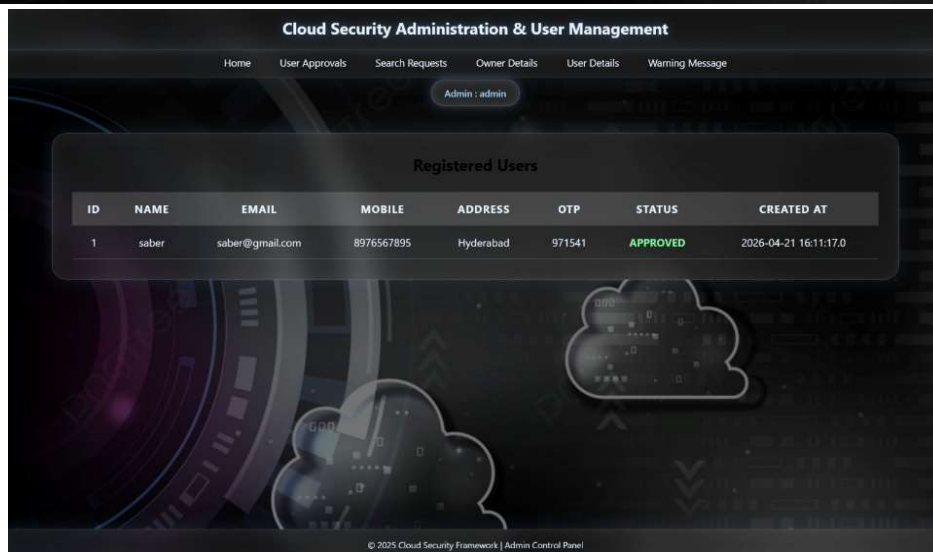 Cloud Security Administration & User Management
Home User Approvals Search Requests Owner Details User Details Warning Message
Admin : admin
Registered Users
ID NAME EMAIL MOBILE ADDRESS OTP STATUS CREATED AT
1 saber saber@gmail.com 8976567895 Hyderabad 971541 APPROVED 2026-04-21 16:11:17.0
© 2025 Cloud Security Framework | Admin Control Panel